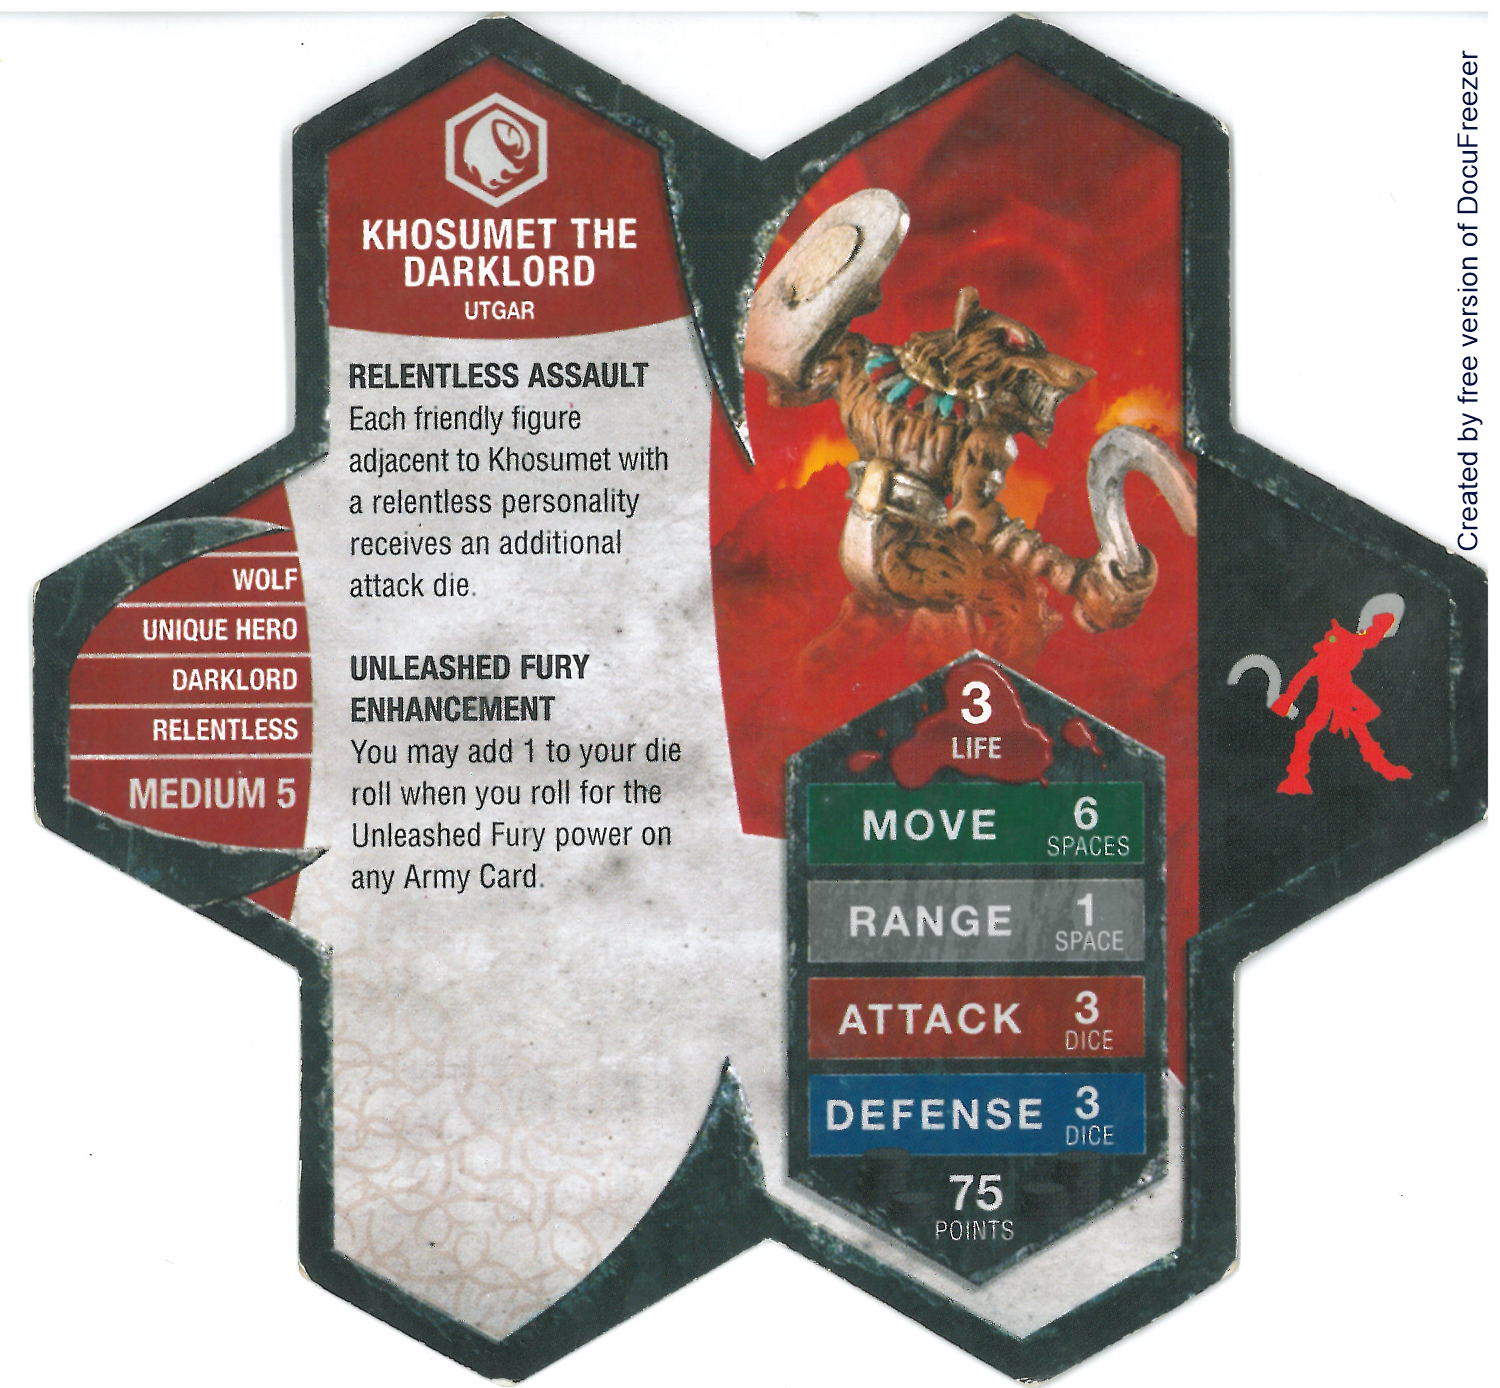 KHOSUMET THE
DARKLORD
UTGAR
RELENTLESS ASSAULT
Each friendly figure
adjacent to Khosumet with
a relentless personality
receives an additional
attack die.
UNLEASHED FURY
ENHANCEMENT
You may add 1 to your die
roll when you roll for the
Unleashed Fury power on
any Army Card.
WOLF
UNIQUE HERO
DARKLORD
RELENTLESS
MEDIUM 5
3
LIFE
MOVE 6
SPACES
RANGE 1
SPACE
ATTACK 3
DICE
DEFENSE 3
DICE
75
POINTS
Created by free version of DocuFreezer